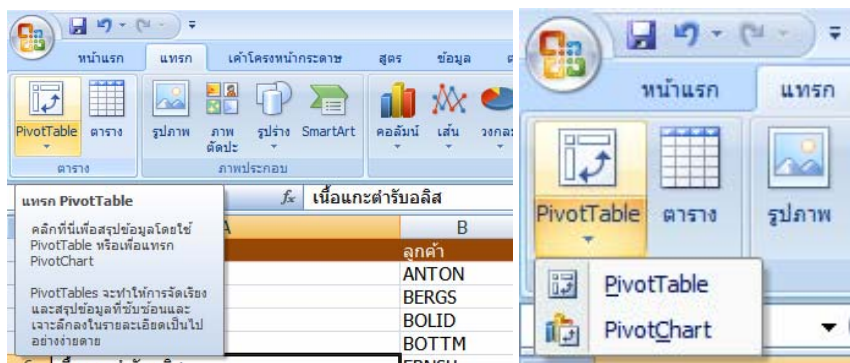 หน้าแรก แทรก เค้าโครงหน้ากระดาษ สูตร ข้อมูล
PivotTable ตาราง รูปภาพ ภาพตัดปะ รูปร่าง SmartArt คอลัมน์ เส้น
ตาราง ภาพประกอบ
fx เนื้อแกะตำรับอลิส
แทรก PivotTable
คลิกที่นี่เพื่อสรุปข้อมูลโดยใช้
PivotTable หรือเพื่อแทรก
PivotChart
PivotTables จะทำให้การจัดเรียง
และสรุปข้อมูลที่ซับซ้อนและ
เจาะลึกลงในรายละเอียดเป็นไป
อย่างง่ายดาย
A B
ลูกค้า
ANTON
BERGS
BOLID
BOTTM
หน้าแรก แทรก
PivotTable ตาราง รูปภาพ
PivotTable
PivotChart